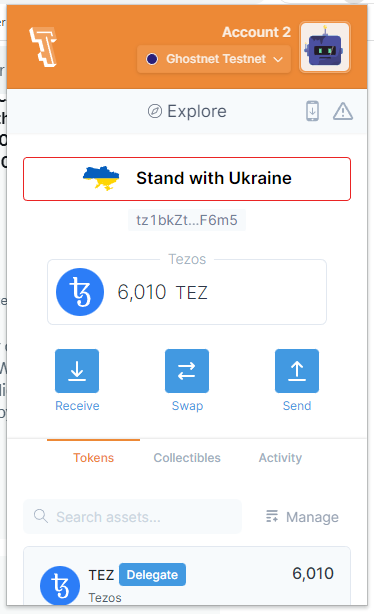 Account 2
Ghostnet Testnet
Explore
Stand with Ukraine
tz1bkZt...F6m5
Tezos
6,010 TEZ
Receive
Swap
Send
Tokens
Collectibles
Activity
Search assets...
Manage
TEZ
Delegate
6,010
Tezos